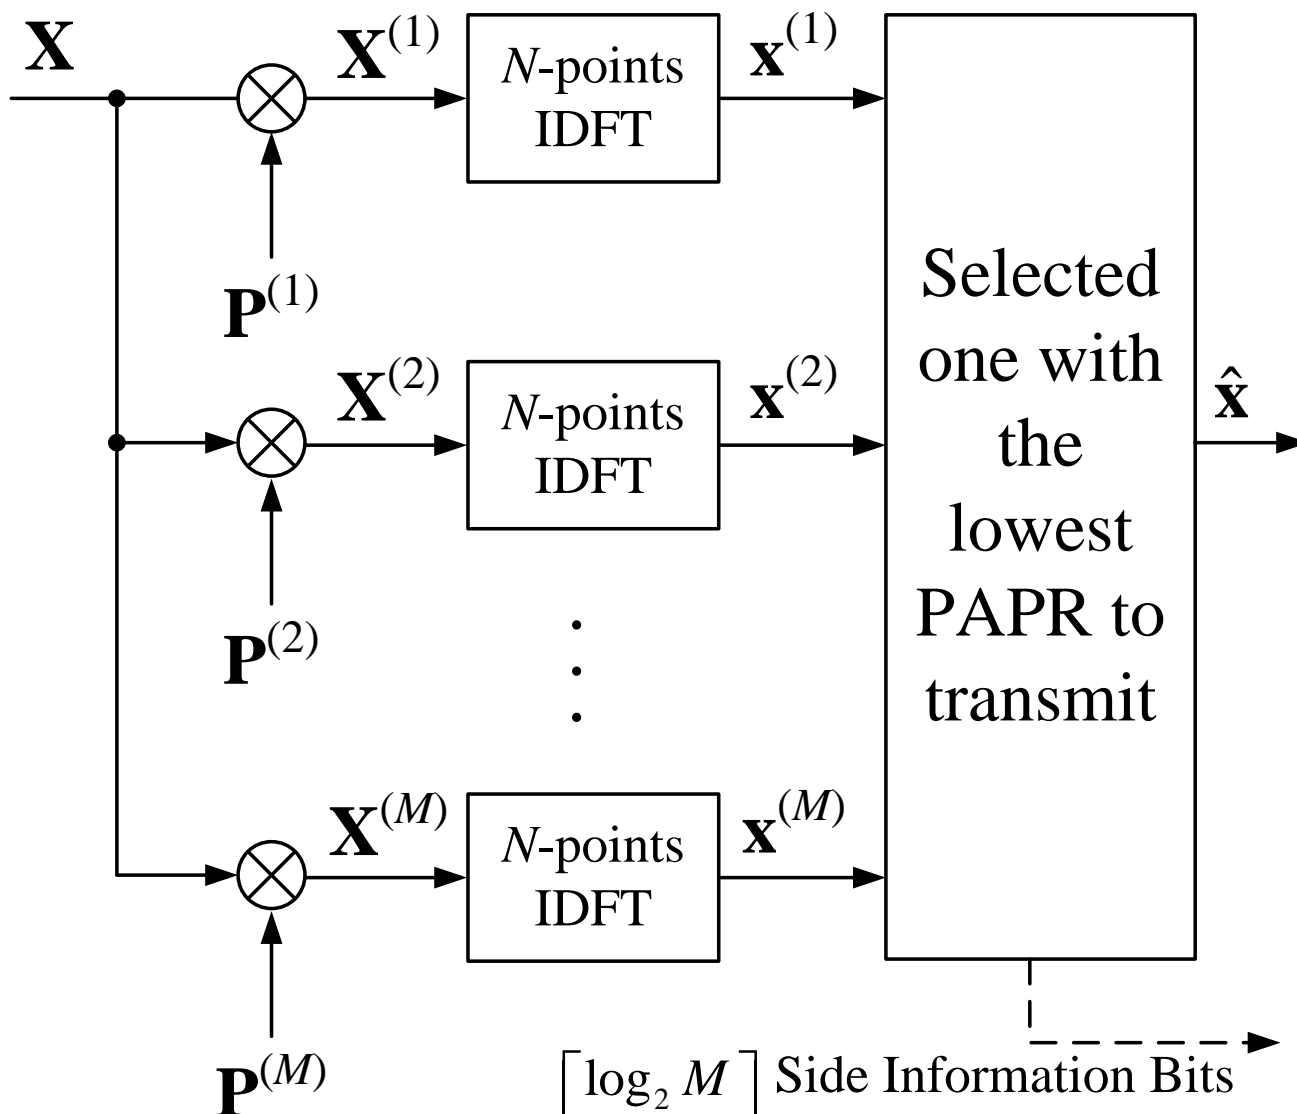 X
X^(1)
N-points
IDFT
x^(1)
P^(1)
X^(2)
N-points
IDFT
x^(2)
P^(2)
X^(M)
N-points
IDFT
x^(M)
P^(M)
Selected
one with
the
lowest
PAPR to
transmit
x̂
⌈log₂ M⌉ Side Information Bits